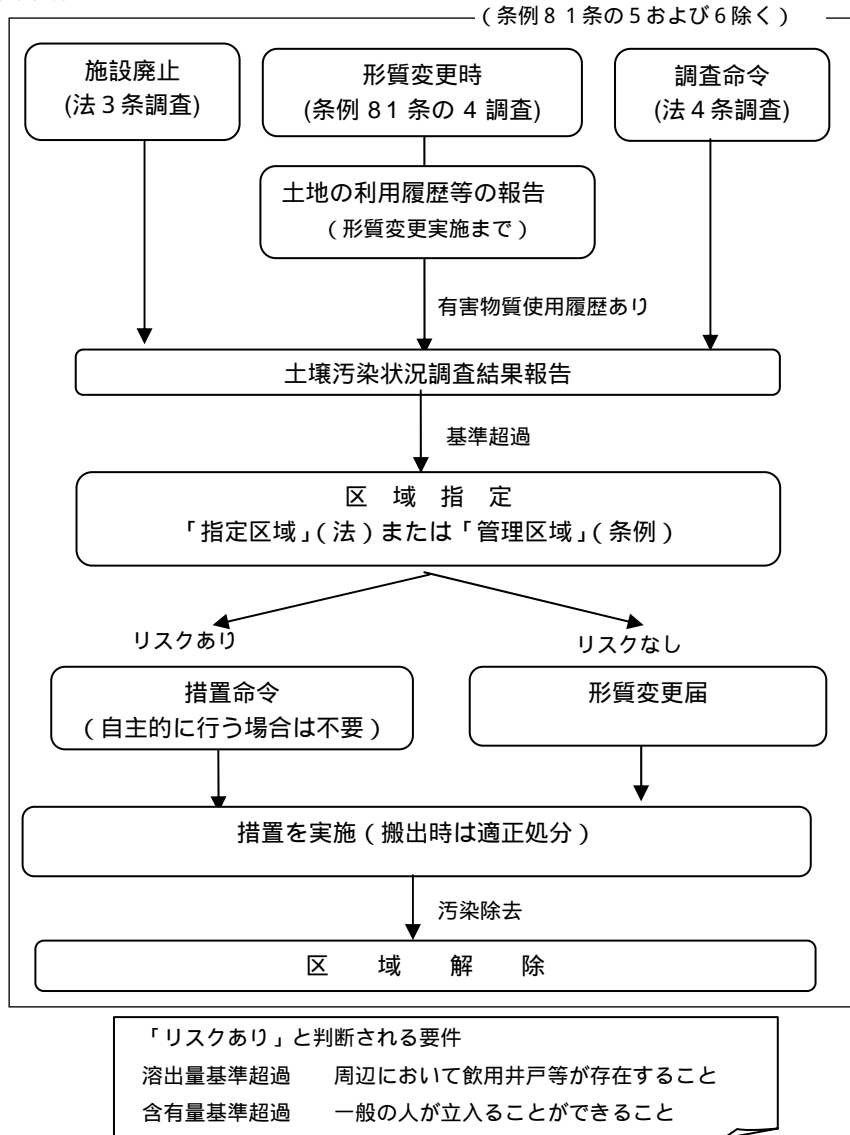 （条例８１条の５および６除く）
施設廃止
(法３条調査)
形質変更時
(条例 81 条の 4 調査)
調査命令
(法４条調査)
土地の利用履歴等の報告
（形質変更実施まで）
有害物質使用履歴あり
土壌汚染状況調査結果報告
基準超過
区　域　指　定
「指定区域」（法）または「管理区域」（条例）
リスクあり
リスクなし
措置命令
（自主的に行う場合は不要）
形質変更届
措置を実施（搬出時は適正処分）
汚染除去
区　域　解　除
「リスクあり」と判断される要件
溶出量基準超過　周辺において飲用井戸等が存在すること
含有量基準超過　一般の人が立入ることができること